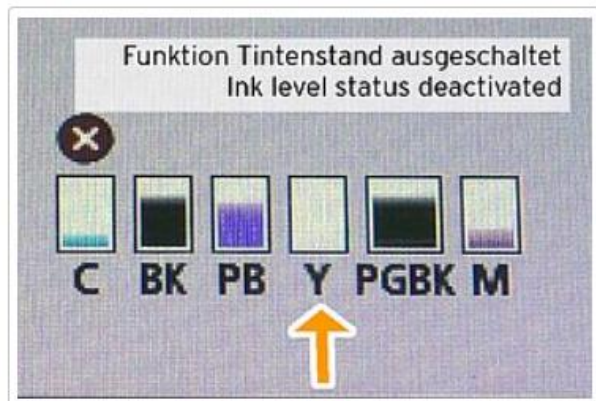 Funktion Tintenstand ausgeschaltet
Ink level status deactivated
C BK PB Y PGBK M